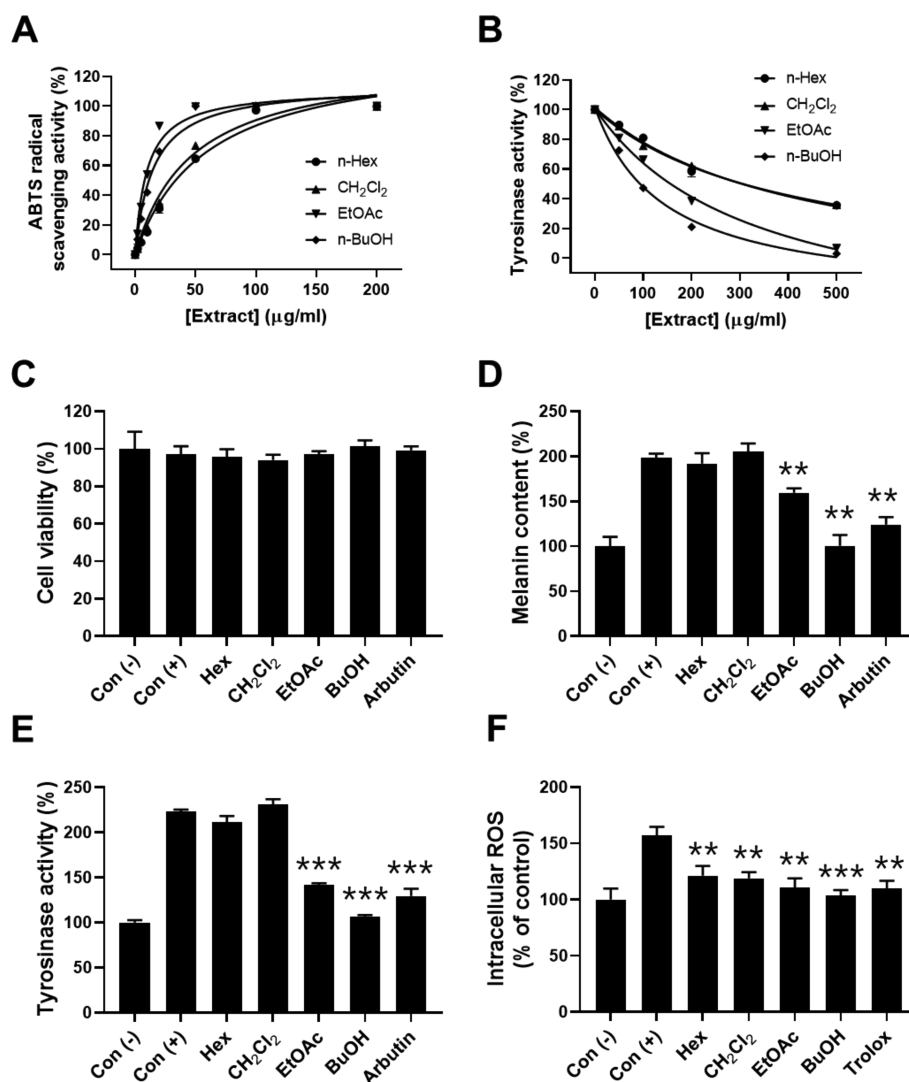 A
ABTS radical
scavenging activity (%)
120
100
80
60
40
20
0
n-Hex
CH₂Cl₂
EtOAc
n-BuOH
0 50 100 150 200
[Extract] (μg/ml)
B
Tyrosinase activity (%)
120
100
80
60
40
20
0
n-Hex
CH₂Cl₂
EtOAc
n-BuOH
0 100 200 300 400 500
[Extract] (μg/ml)
C
Cell viability (%)
120
100
80
60
40
20
0
Con (-) Con (+) Hex CH₂Cl₂ EtOAc BuOH Arbutin
D
Melanin content (%)
250
200
150
100
50
0
** ** **
Con (-) Con (+) Hex CH₂Cl₂ EtOAc BuOH Arbutin
E
Tyrosinase activity (%)
250
200
150
100
50
0
*** *** ***
Con (-) Con (+) Hex CH₂Cl₂ EtOAc BuOH Arbutin
F
Intracellular ROS
(% of control)
200
150
100
50
0
** ** ** *** **
Con (-) Con (+) Hex CH₂Cl₂ EtOAc BuOH Trolox